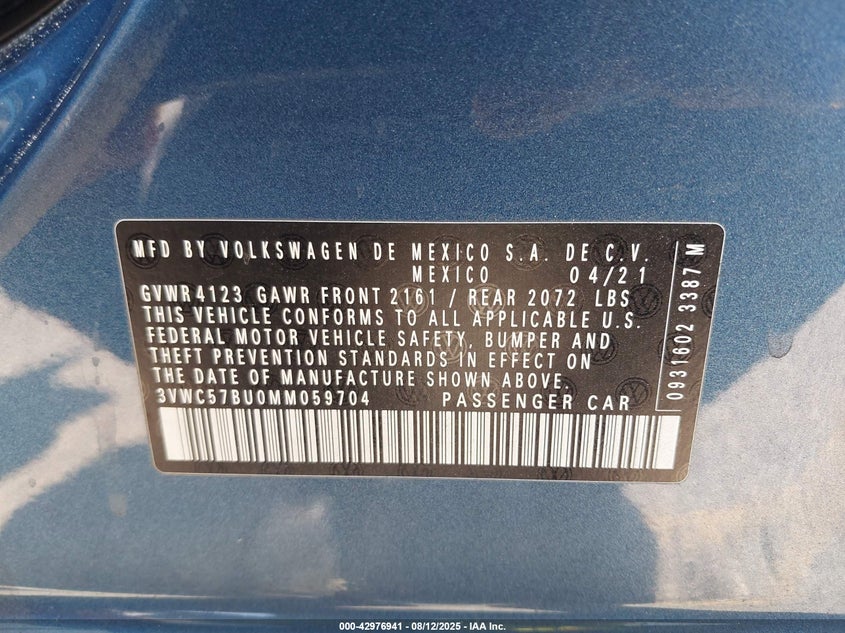 MFD BY VOLKSWAGEN DE MEXICO S.A. DE C.V.
MEXICO 04/21
GVWR 4123 GAWR FRONT 2161 / REAR 2072 LBS
THIS VEHICLE CONFORMS TO ALL APPLICABLE U.S.
FEDERAL MOTOR VEHICLE SAFETY, BUMPER AND
THEFT PREVENTION STANDARDS IN EFFECT ON
THE DATE OF MANUFACTURE SHOWN ABOVE.
3VWC57BU0MM059704 PASSENGER CAR
0931602 3387 M
000-42976941 - 08/12/2025 - IAA Inc.